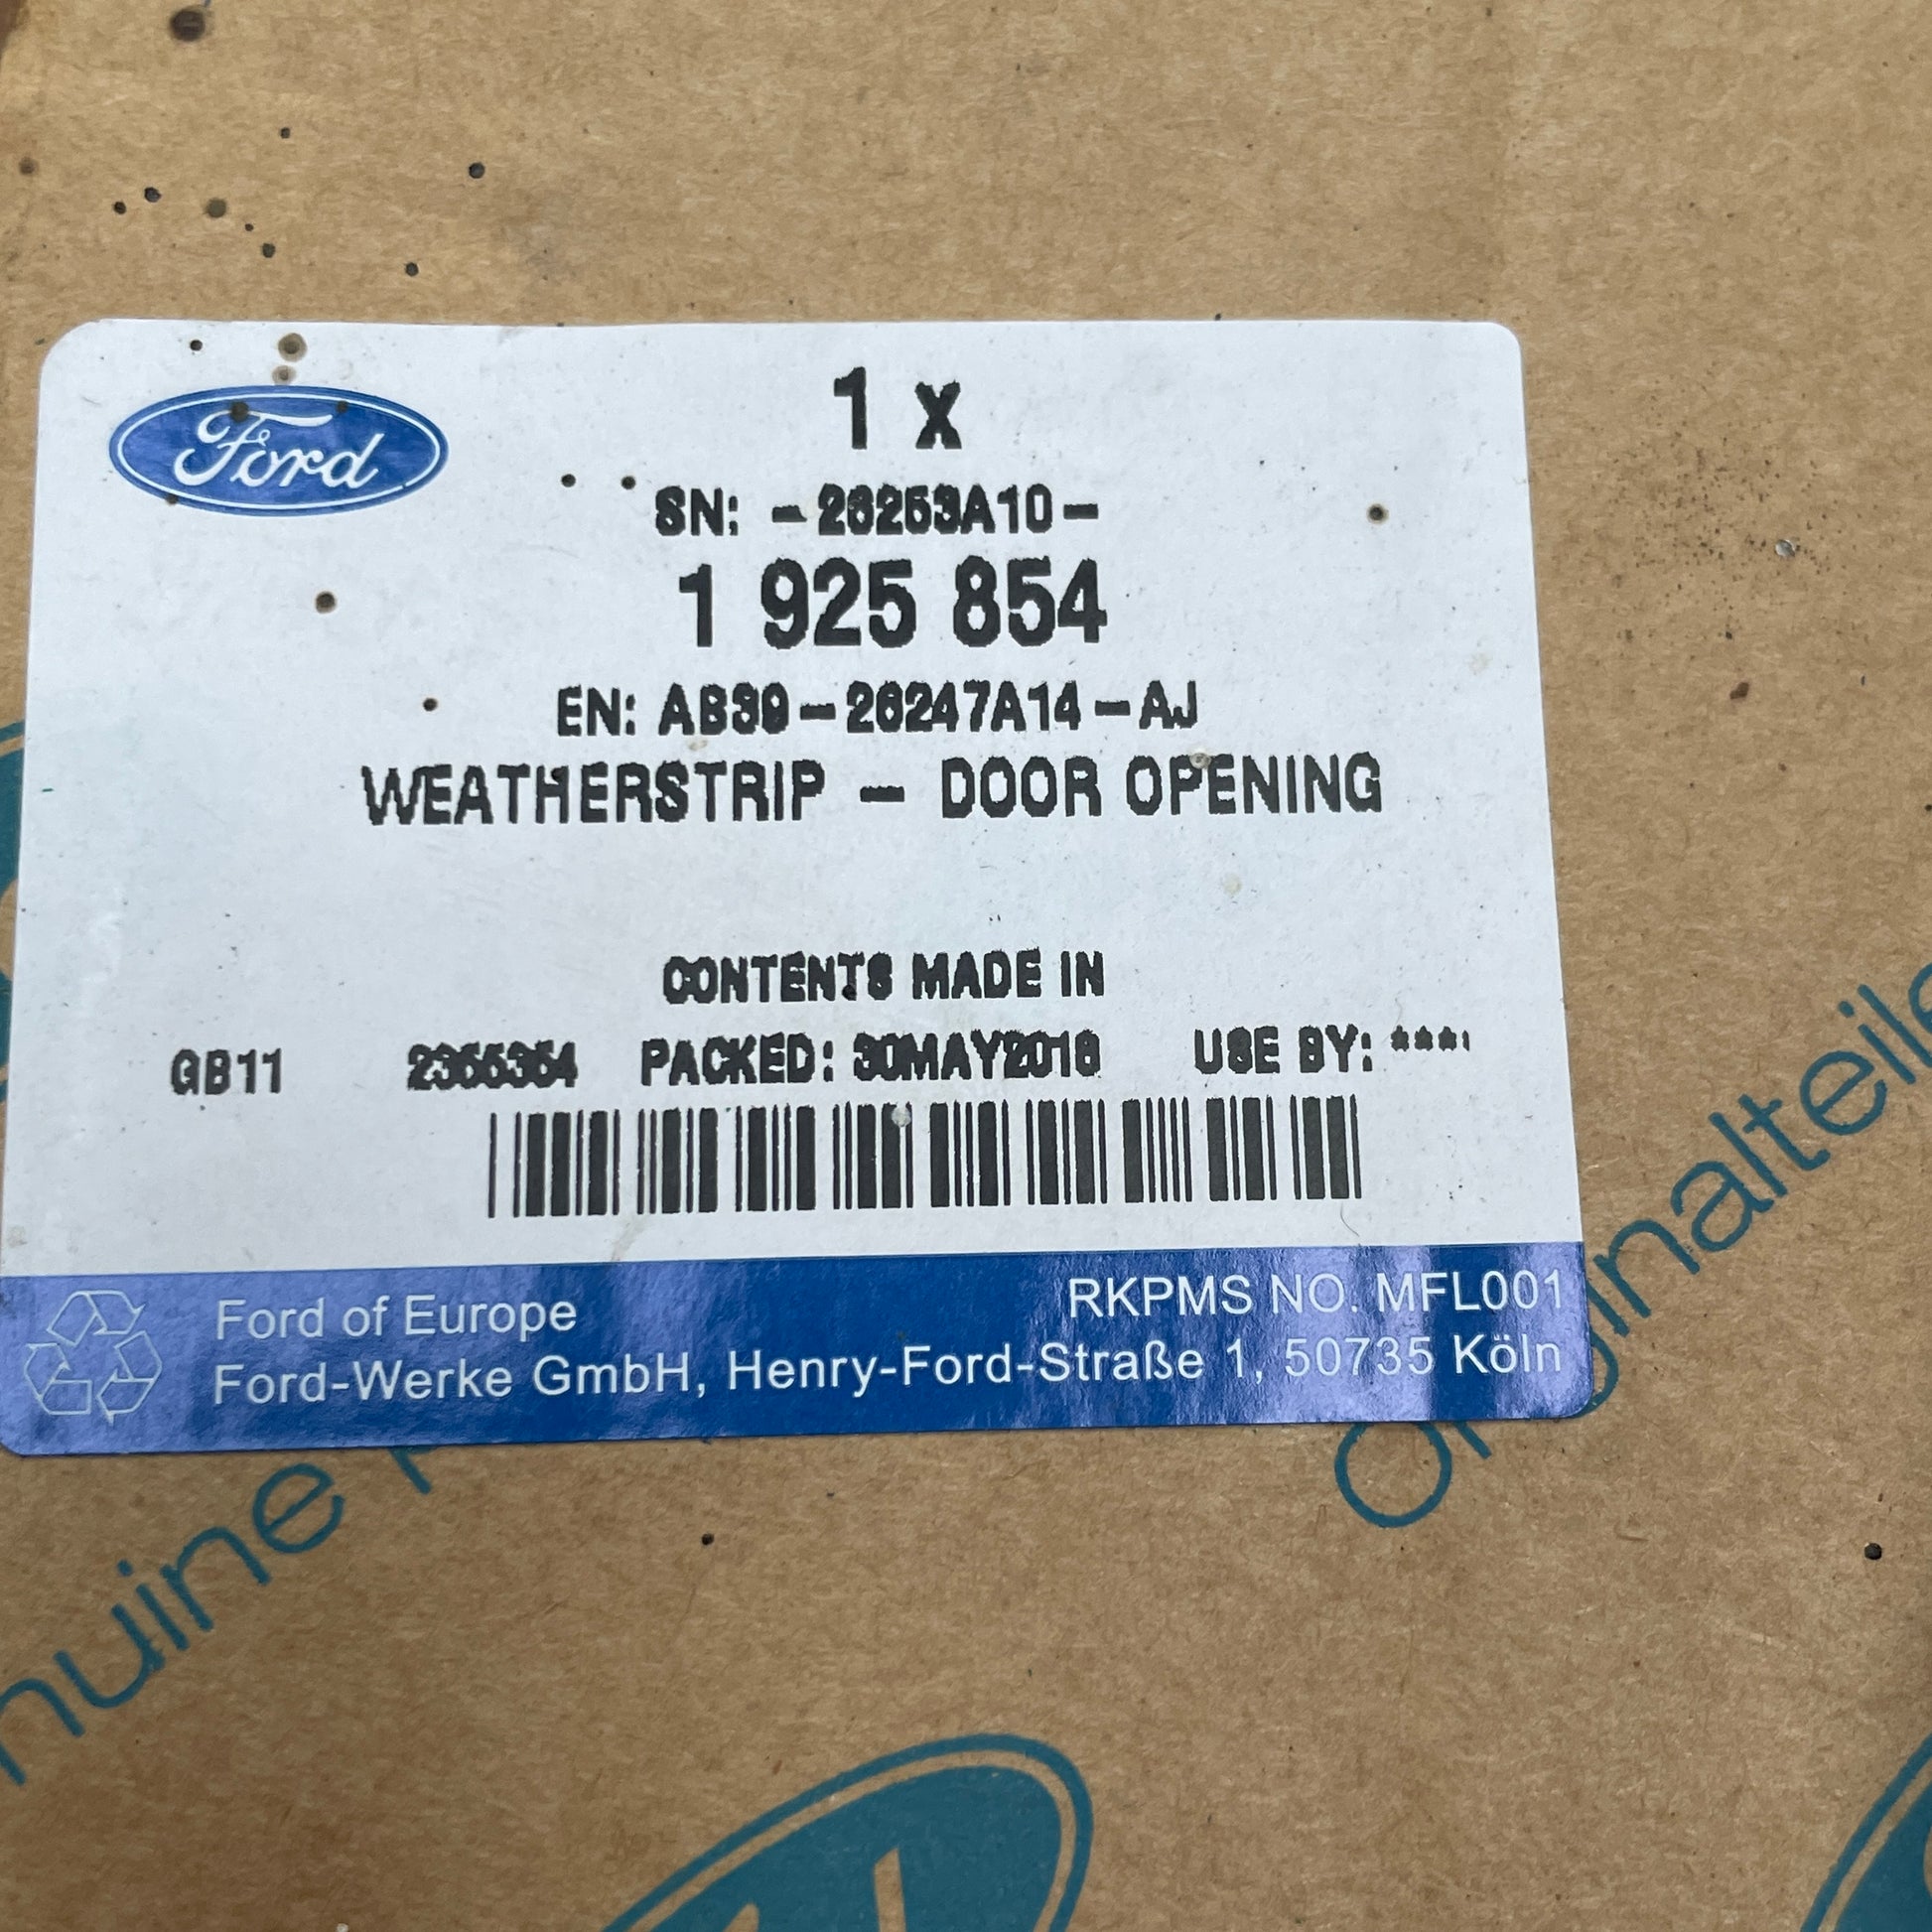 Ford
1 x
SN: -26253A10-
1 925 854
EN: AB39-26247A14-AJ
WEATHERSTRIP - DOOR OPENING
CONTENTS MADE IN
GB11 PACKED: 30MAY2018 USE BY: ****
RKPMS NO. MFL001
Ford of Europe
Ford-Werke GmbH, Henry-Ford-Straße 1, 50735 Köln
nuine